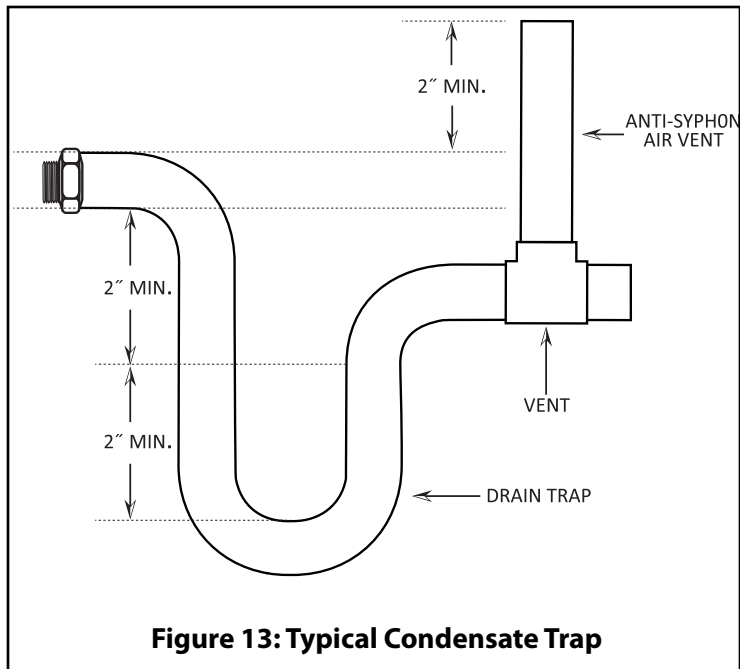 2″ MIN.
ANTI-SYPHON
AIR VENT
2″ MIN.
VENT
2″ MIN.
DRAIN TRAP
Figure 13: Typical Condensate Trap